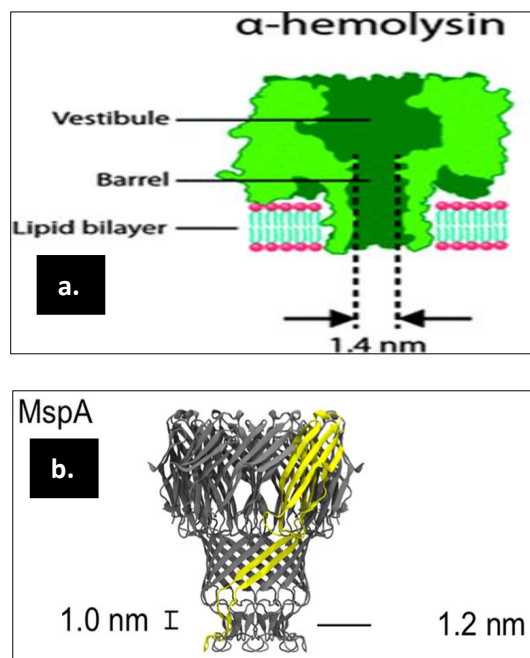 α-hemolysin
Vestibule
Barrel
Lipid bilayer
a.
1.4 nm
MspA
b.
1.0 nm
1.2 nm